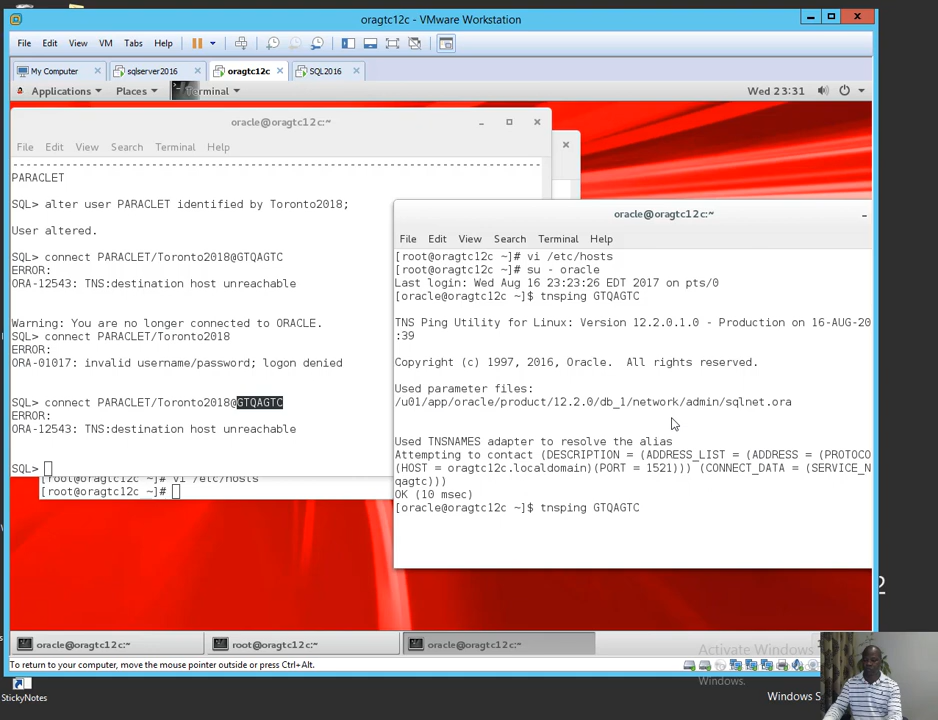 oragtc12c - VMware Workstation
File Edit View VM Tabs Help
My Computer sqlserver2016 oragtc12c SQL2016
Applications Places Terminal Wed 23:31
oracle@oragtc12c:~
File Edit View Search Terminal Help
PARACLET
SQL> alter user PARACLET identified by Toronto2018;
User altered.
SQL> connect PARACLET/Toronto2018@GTQAGTC
ERROR:
ORA-12543: TNS:destination host unreachable
Warning: You are no longer connected to ORACLE.
SQL> connect PARACLET/Toronto2018
ERROR:
ORA-01017: invalid username/password; logon denied
SQL> connect PARACLET/Toronto2018@GTQAGTC
ERROR:
ORA-12543: TNS:destination host unreachable
SQL>
[root@oragtc12c ~]# vi /etc/hosts
[root@oragtc12c ~]#
oracle@oragtc12c:~
File Edit View Search Terminal Help
[root@oragtc12c ~]# vi /etc/hosts
[root@oragtc12c ~]# su - oracle
Last login: Wed Aug 16 23:23:26 EDT 2017 on pts/0
[oracle@oragtc12c ~]$ tnsping GTQAGTC
TNS Ping Utility for Linux: Version 12.2.0.1.0 - Production on 16-AUG-20
:39
Copyright (c) 1997, 2016, Oracle.  All rights reserved.
Used parameter files:
/u01/app/oracle/product/12.2.0/db_1/network/admin/sqlnet.ora
Used TNSNAMES adapter to resolve the alias
Attempting to contact (DESCRIPTION = (ADDRESS_LIST = (ADDRESS = (PROTOCO
(HOST = oragtc12c.localdomain)(PORT = 1521))) (CONNECT_DATA = (SERVICE_N
qagtc)))
OK (10 msec)
[oracle@oragtc12c ~]$ tnsping GTQAGTC
oracle@oragtc12c:~ root@oragtc12c:~ oracle@oragtc12c:~
Activate Windows
To return to your computer, move the mouse pointer outside or press Ctrl+Alt.
Windows.
StickyNotes
Windows S